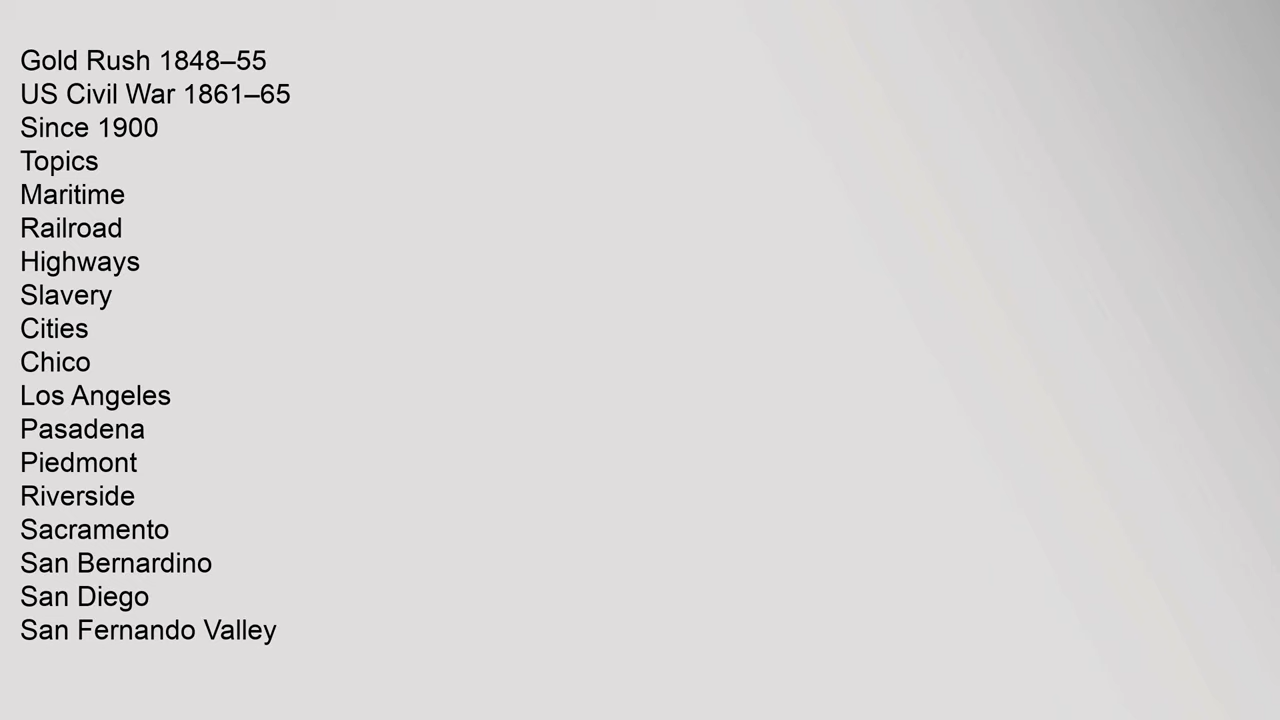 Gold Rush 1848–55
US Civil War 1861–65
Since 1900
Topics
Maritime
Railroad
Highways
Slavery
Cities
Chico
Los Angeles
Pasadena
Piedmont
Riverside
Sacramento
San Bernardino
San Diego
San Fernando Valley